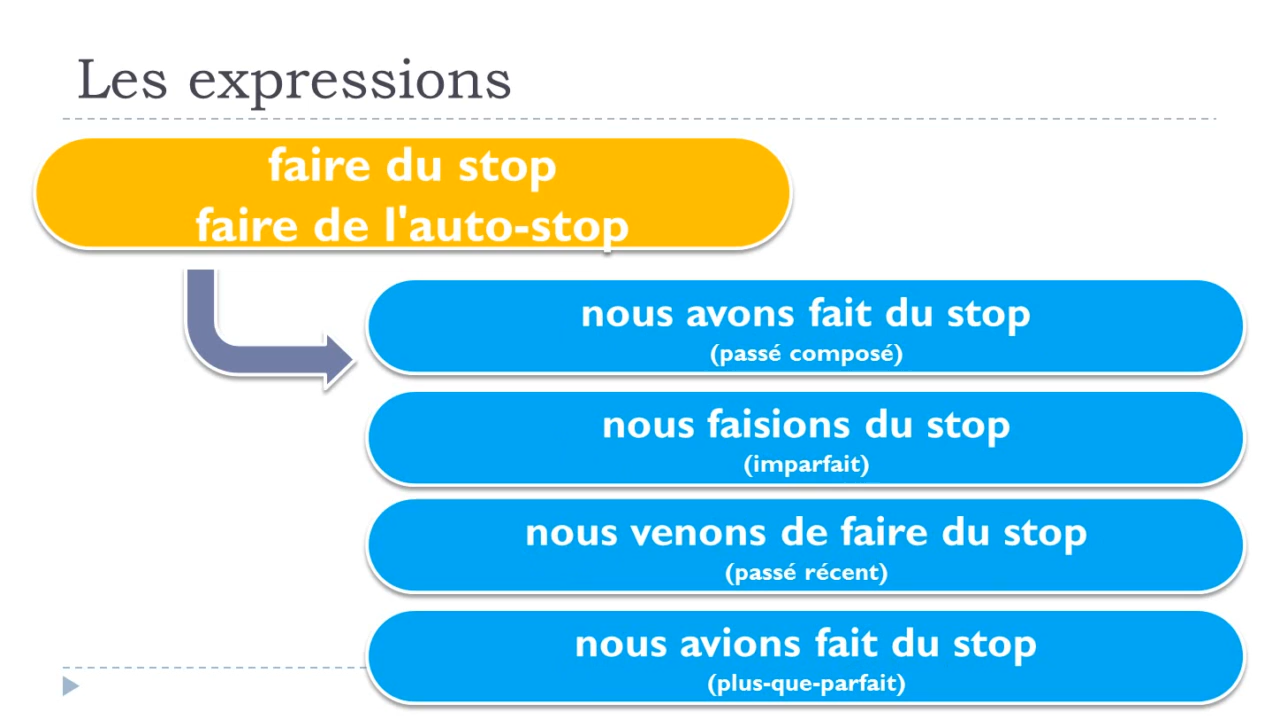 Les expressions
faire du stop
faire de l'auto-stop
nous avons fait du stop
(passé composé)
nous faisions du stop
(imparfait)
nous venons de faire du stop
(passé récent)
nous avions fait du stop
(plus-que-parfait)